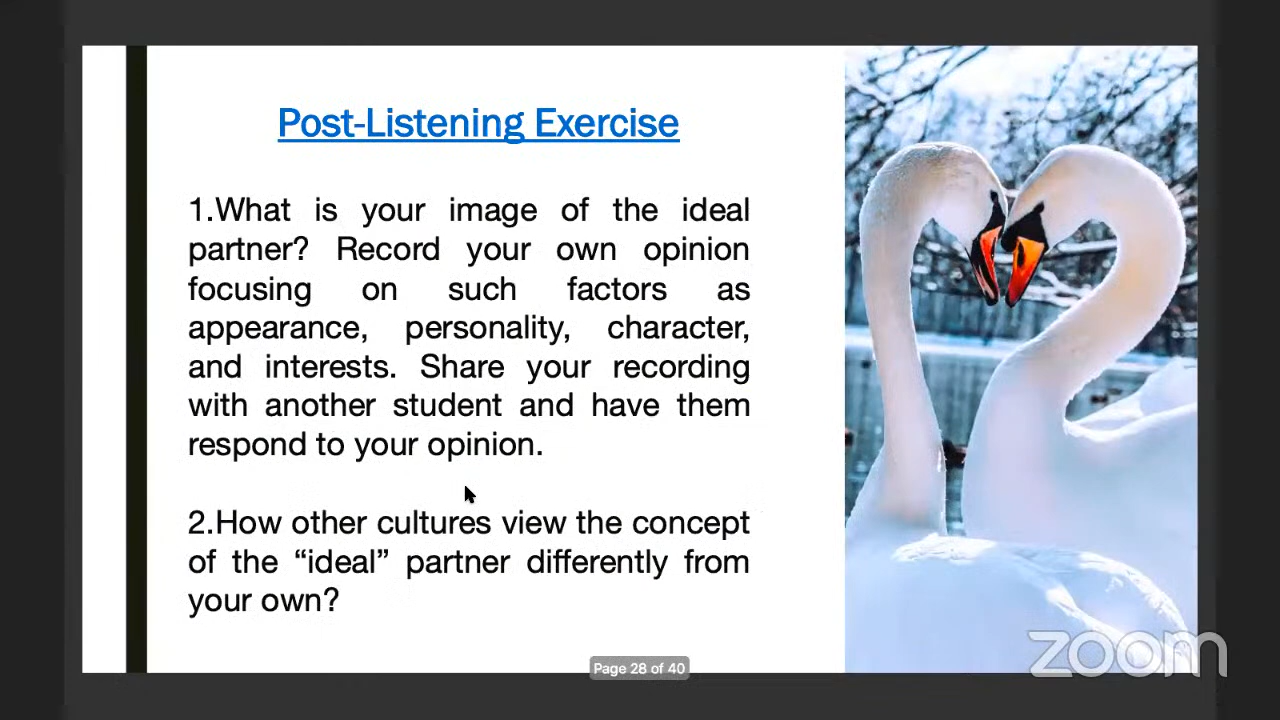 Post-Listening Exercise
1.What is your image of the ideal
partner? Record your own opinion
focusing on such factors as
appearance, personality, character,
and interests. Share your recording
with another student and have them
respond to your opinion.
2.How other cultures view the concept
of the “ideal” partner differently from
your own?
Page 28 of 40
zoom